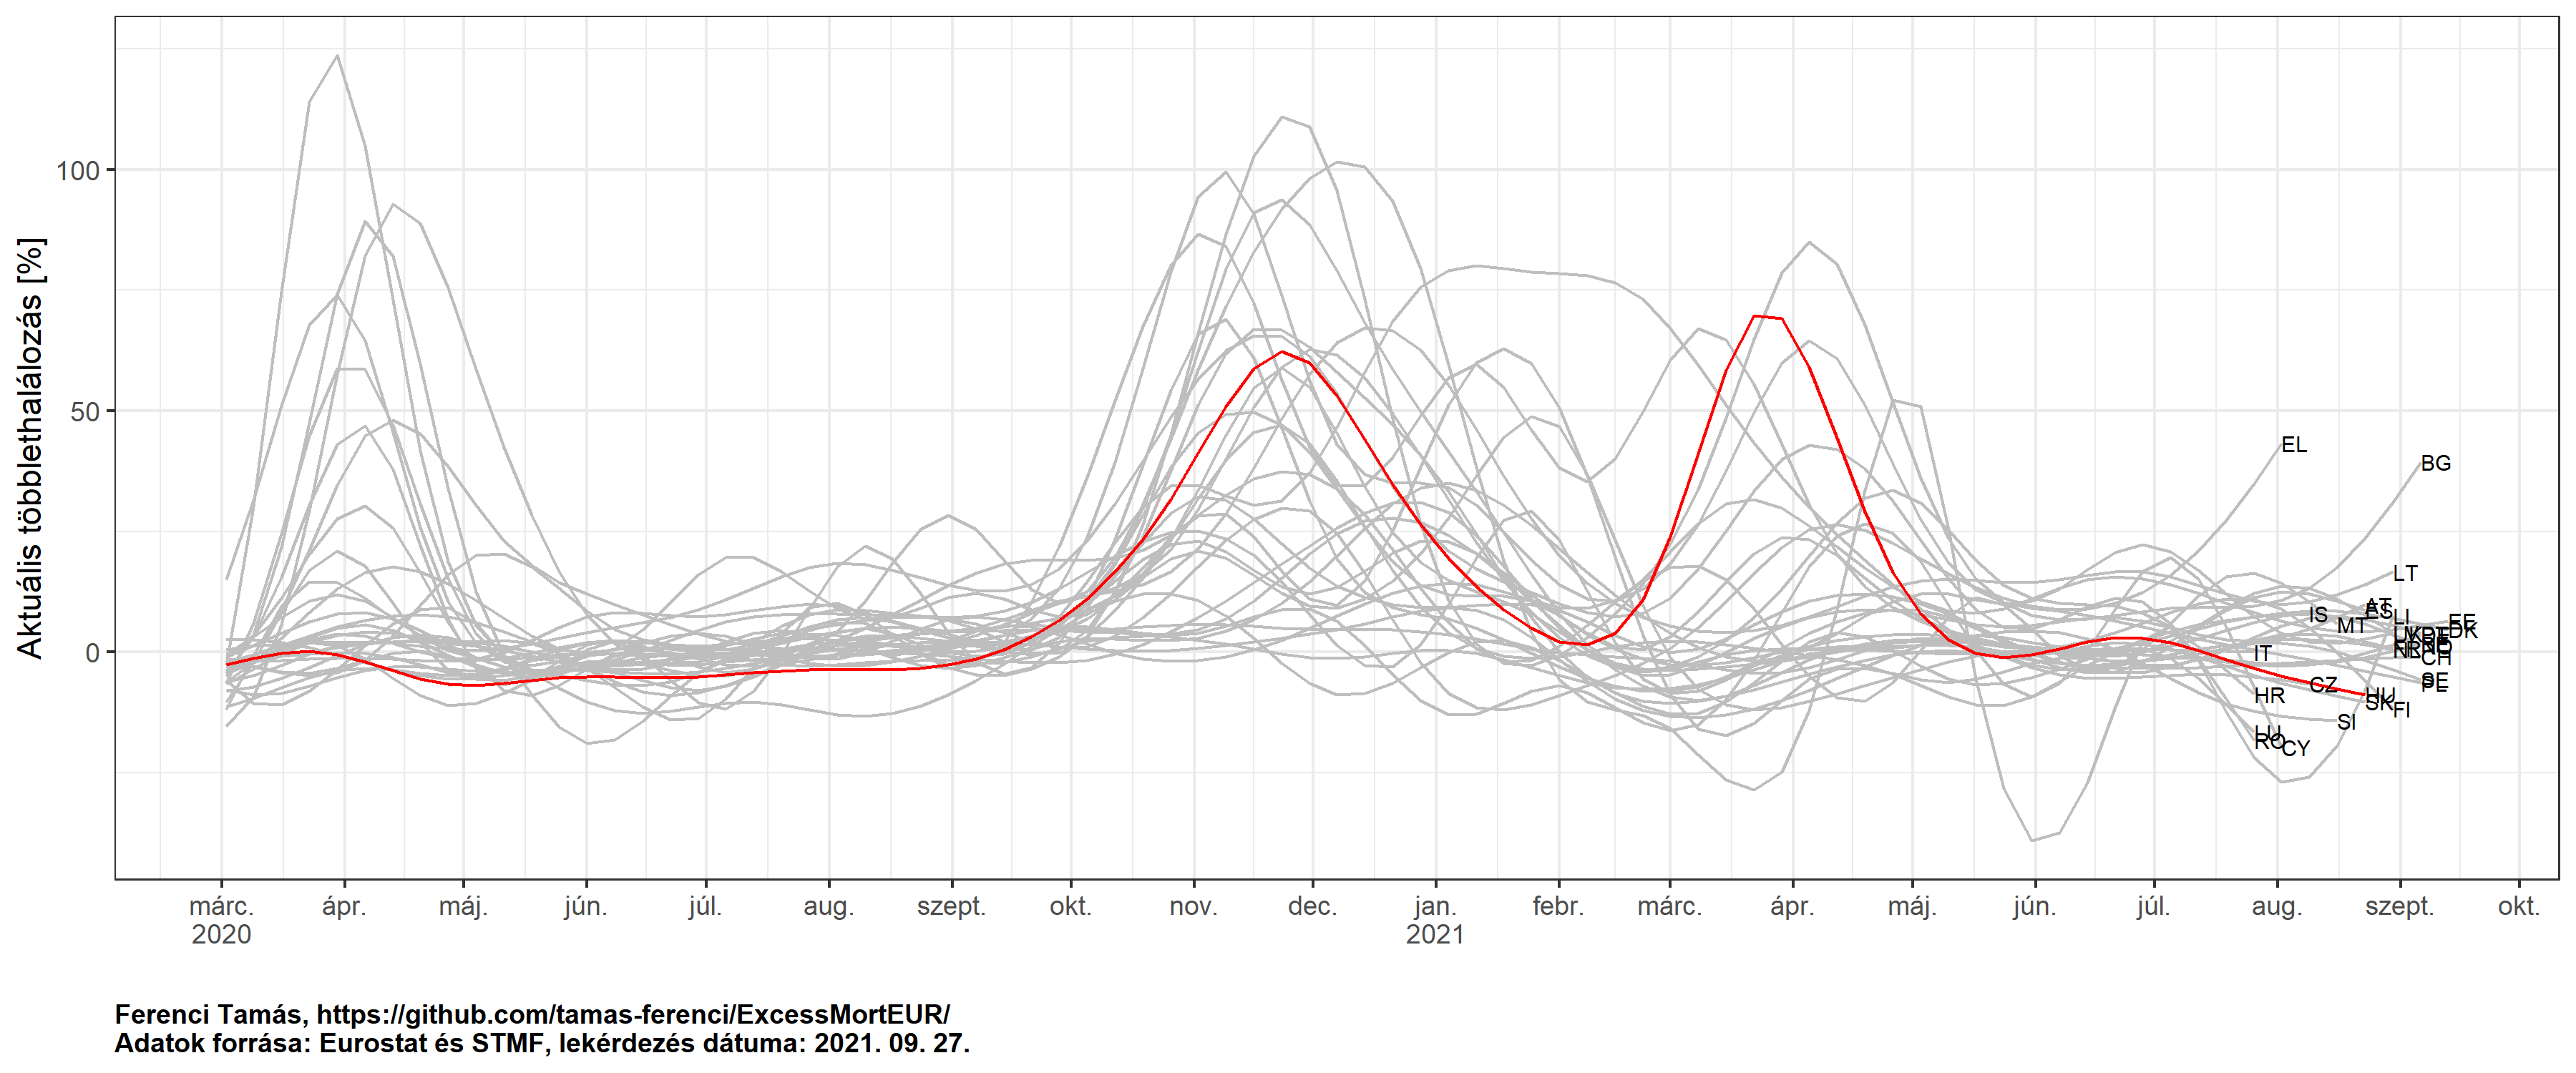 Aktuális többlethalálozás [%]
100
50
0
EL
BG
LT
AT
ES
IS
LI
EE
MT
DK
IT
CH
CZ
SE
HR
HU
SK
FI
SI
LU
RO
CY
márc. ápr. máj. jún. júl. aug. szept. okt. nov. dec. jan. febr. márc. ápr. máj. jún. júl. aug. szept. okt.
2020 2021
Ferenci Tamás, https://github.com/tamas-ferenci/ExcessMortEUR/
Adatok forrása: Eurostat és STMF, lekérdezés dátuma: 2021. 09. 27.